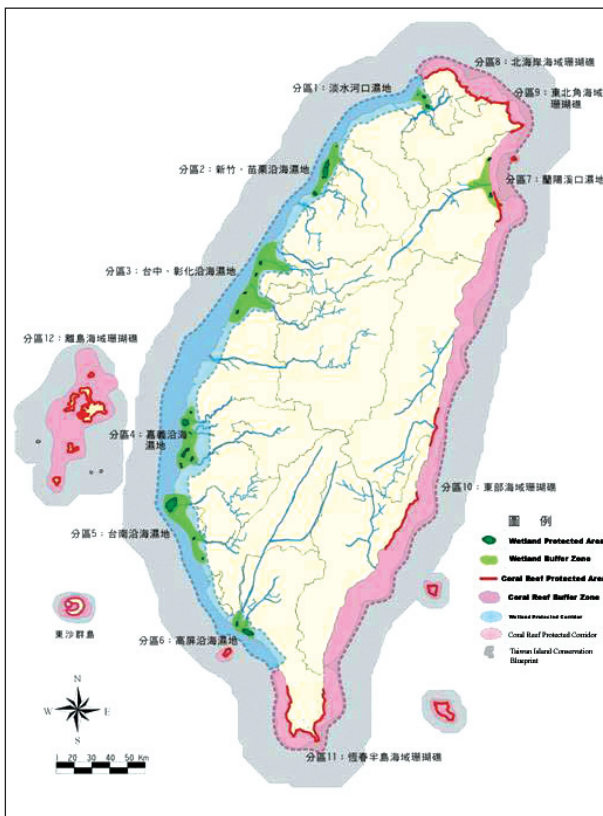 分區8：北海岸海域珊瑚礁
分區1：淡水河口濕地
分區9：東北角海域
珊瑚礁
分區2：新竹、苗栗沿海濕地
分區7：蘭陽溪口濕地
分區3：台中、彰化沿海濕地
分區12：離島海域珊瑚礁
分區4：嘉義沿海
濕地
分區10：東部海域珊瑚礁
分區5：台南沿海濕地
東沙群島
分區6：高屏沿海濕地
分區11：恆春半島海域珊瑚礁
圖 例
Wetland Protected Area
Wetland Buffer Zone
Coral Reef Protected Area
Coral Reef Buffer Zone
Wetland Protected Corridor
Coral Reef Protected Corridor
Taiwan Island Conservation
Blueprint
N
W E
S
1 20 30 40 50 Km